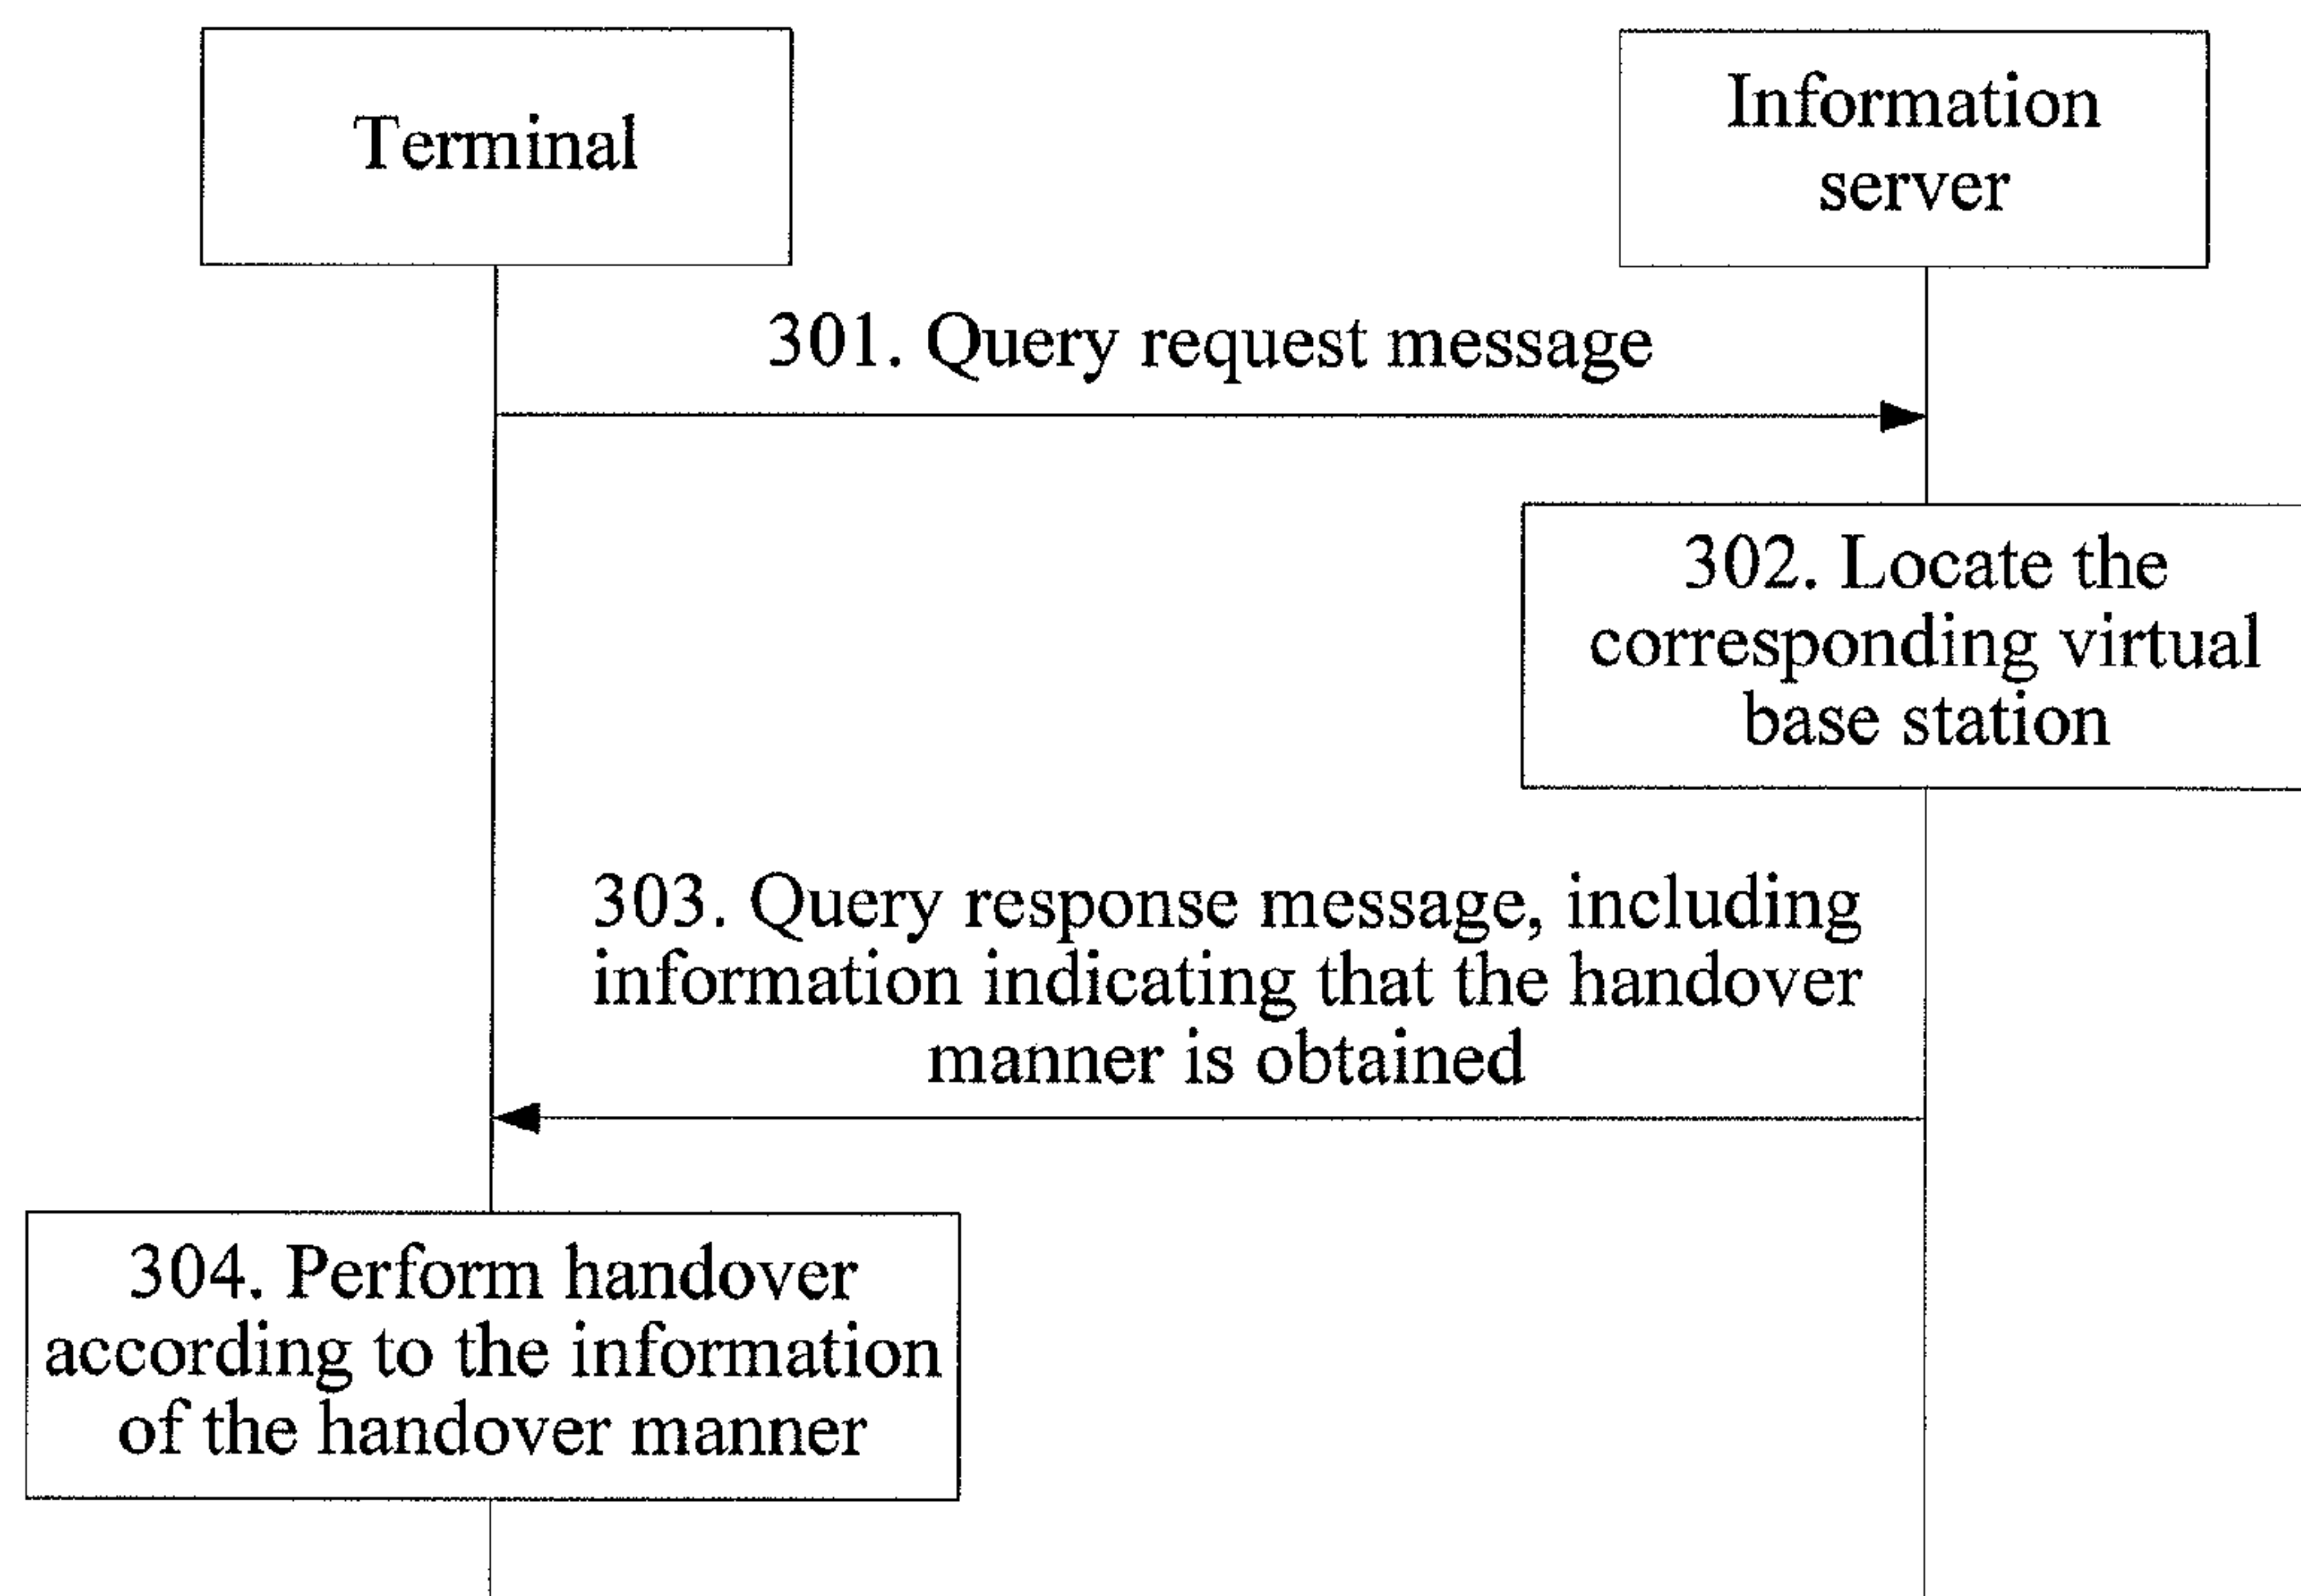 Terminal
Information
server
301. Query request message
302. Locate the
corresponding virtual
base station
303. Query response message, including
information indicating that the handover
manner is obtained
304. Perform handover
according to the information
of the handover manner